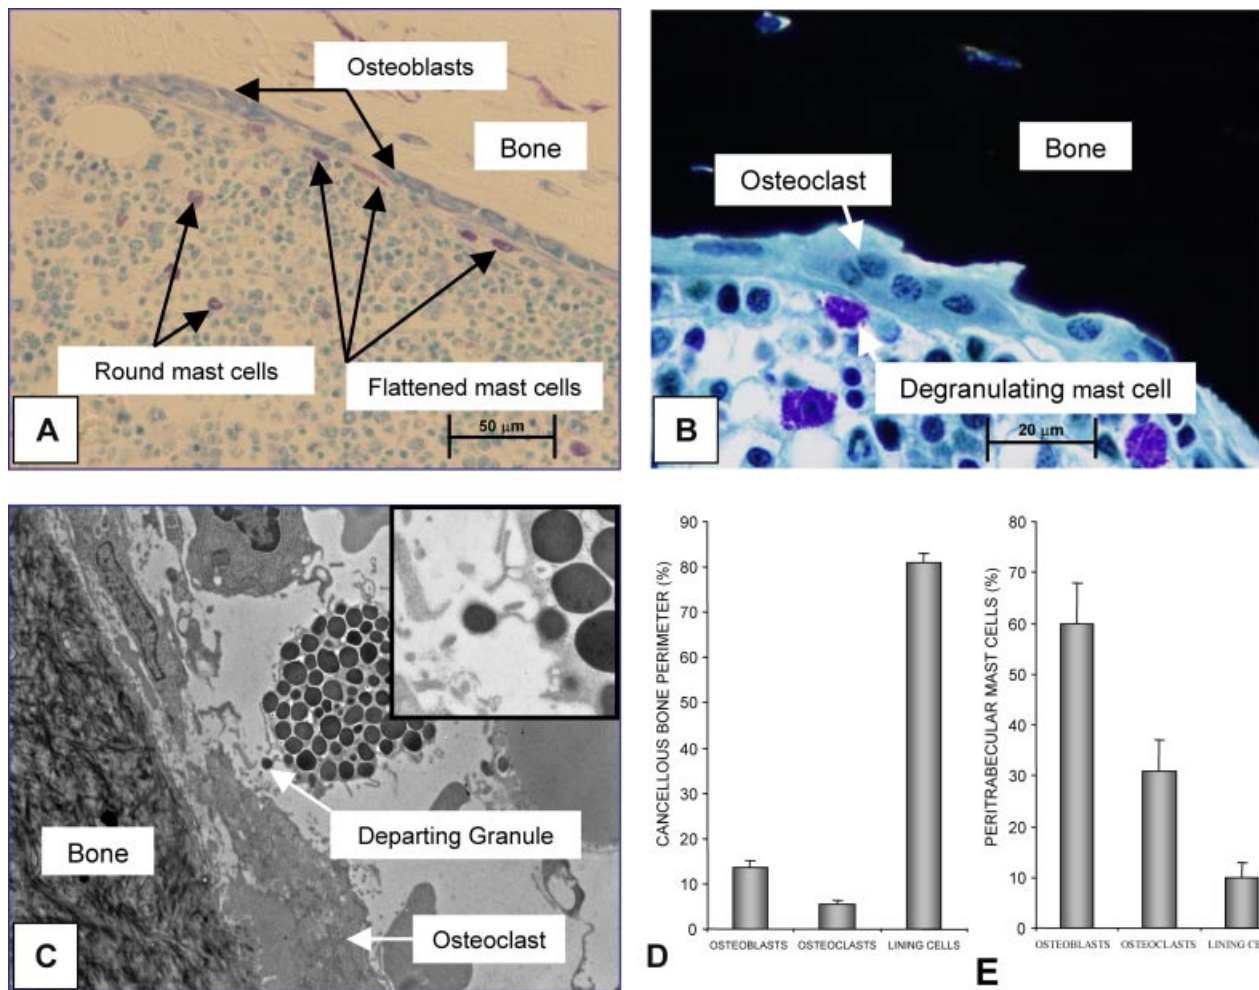 Osteoblasts
Bone
Round mast cells
Flattened mast cells
A
50 µm
Bone
Osteoclast
Degranulating mast cell
B
20 µm
Bone
Departing Granule
Osteoclast
C
CANCELLOUS BONE PERIMETER (%)
90
80
70
60
50
40
30
20
10
0
OSTEOBLASTS OSTEOCLASTS LINING CELLS
D
PERITRABECULAR MAST CELLS (%)
80
70
60
50
40
30
20
10
0
OSTEOBLASTS OSTEOCLASTS LINING CE
E